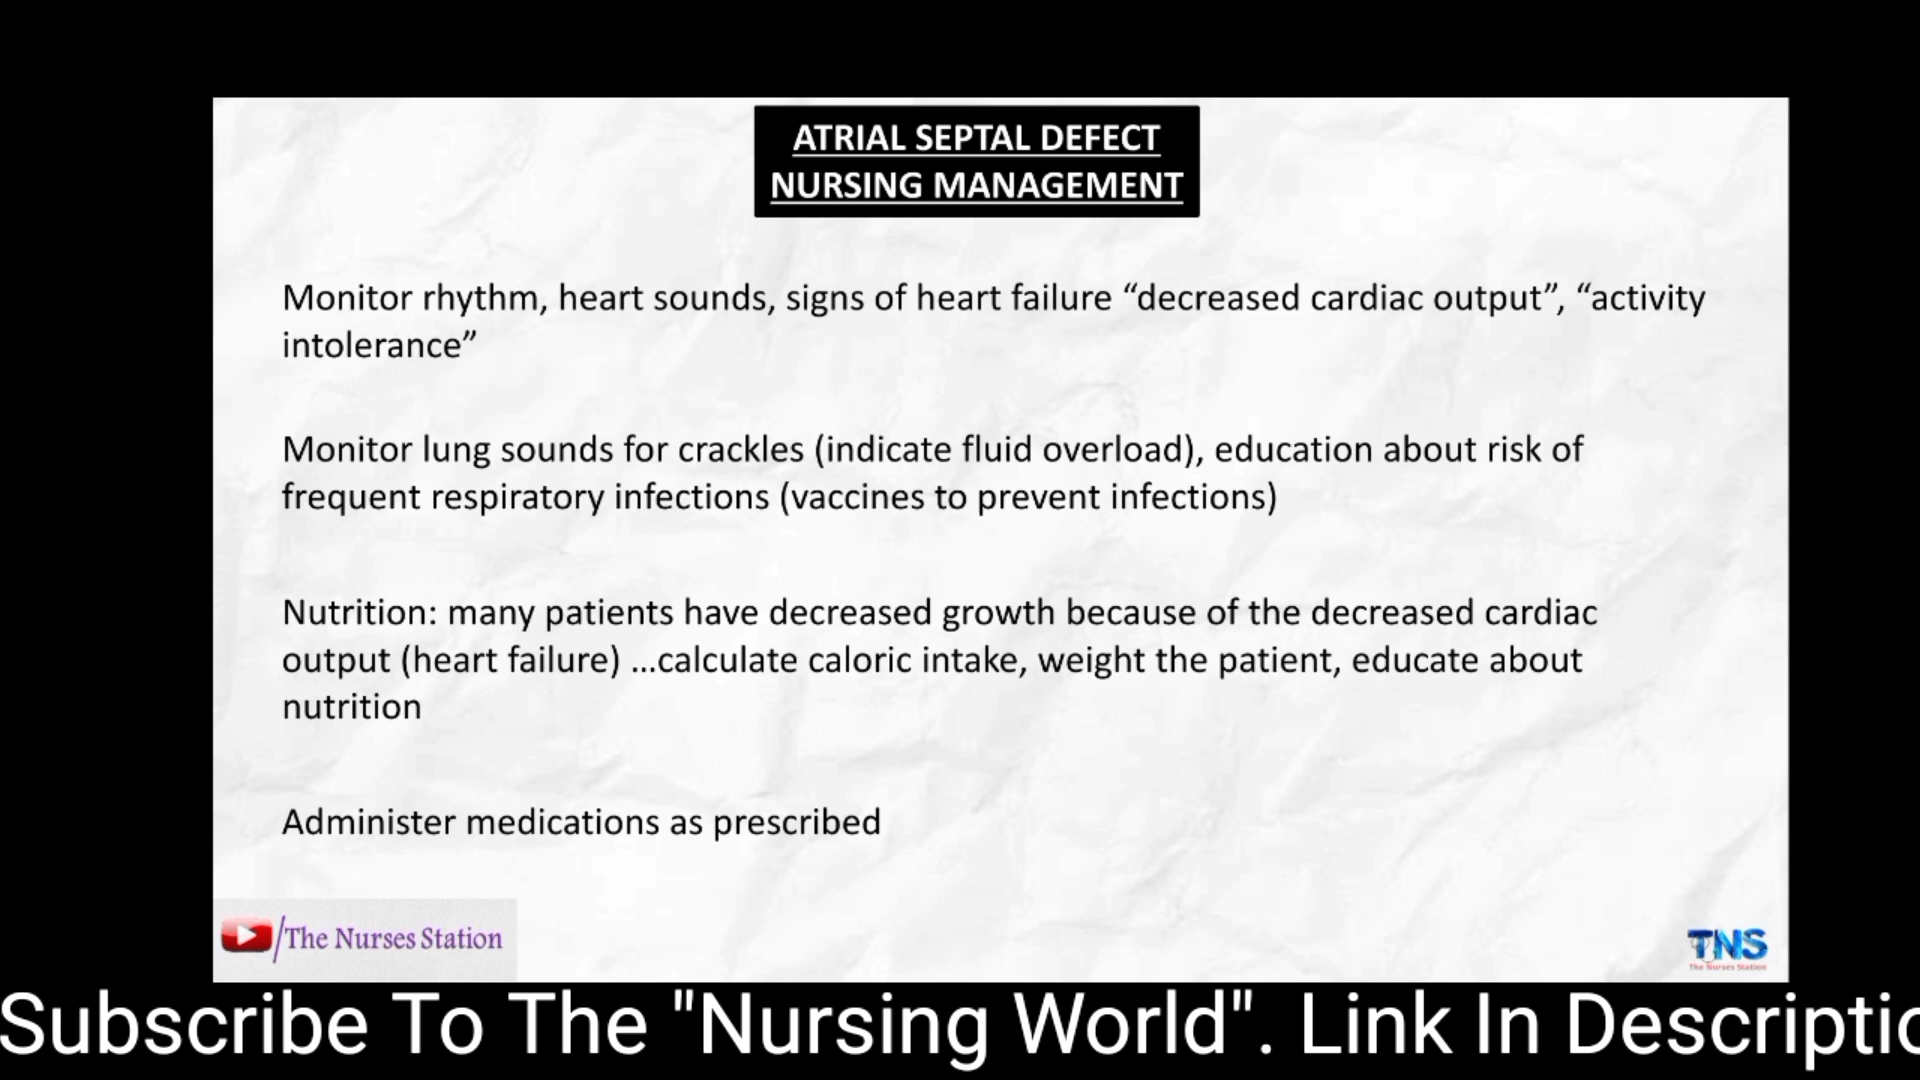 ATRIAL SEPTAL DEFECT
NURSING MANAGEMENT
Monitor rhythm, heart sounds, signs of heart failure “decreased cardiac output”, “activity
intolerance”
Monitor lung sounds for crackles (indicate fluid overload), education about risk of
frequent respiratory infections (vaccines to prevent infections)
Nutrition: many patients have decreased growth because of the decreased cardiac
output (heart failure) ...calculate caloric intake, weight the patient, educate about
nutrition
Administer medications as prescribed
/The Nurses Station
TNS
The Nurses Station
Subscribe To The "Nursing World". Link In Descriptio